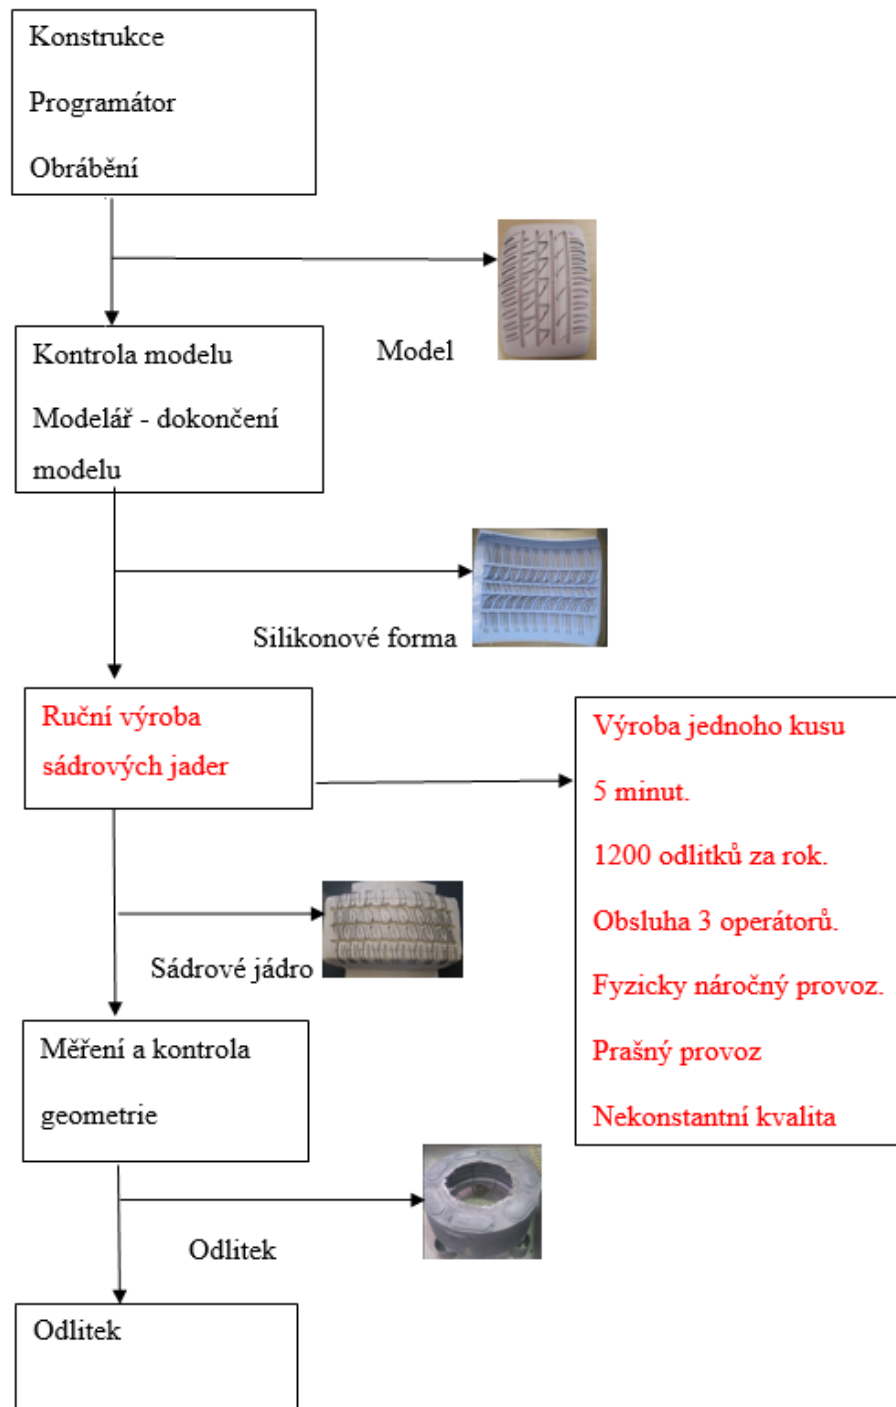 Konstrukce
Programátor
Obrábění
Model
Kontrola modelu
Modelář - dokončení
modelu
Silikonové forma
Ruční výroba
sádrových jader
Výroba jednoho kusu
5 minut.
1200 odlitků za rok.
Obsluha 3 operátorů.
Fyzicky náročný provoz.
Prašný provoz
Nekonstantní kvalita
Sádrové jádro
Měření a kontrola
geometrie
Odlitek
Odlitek